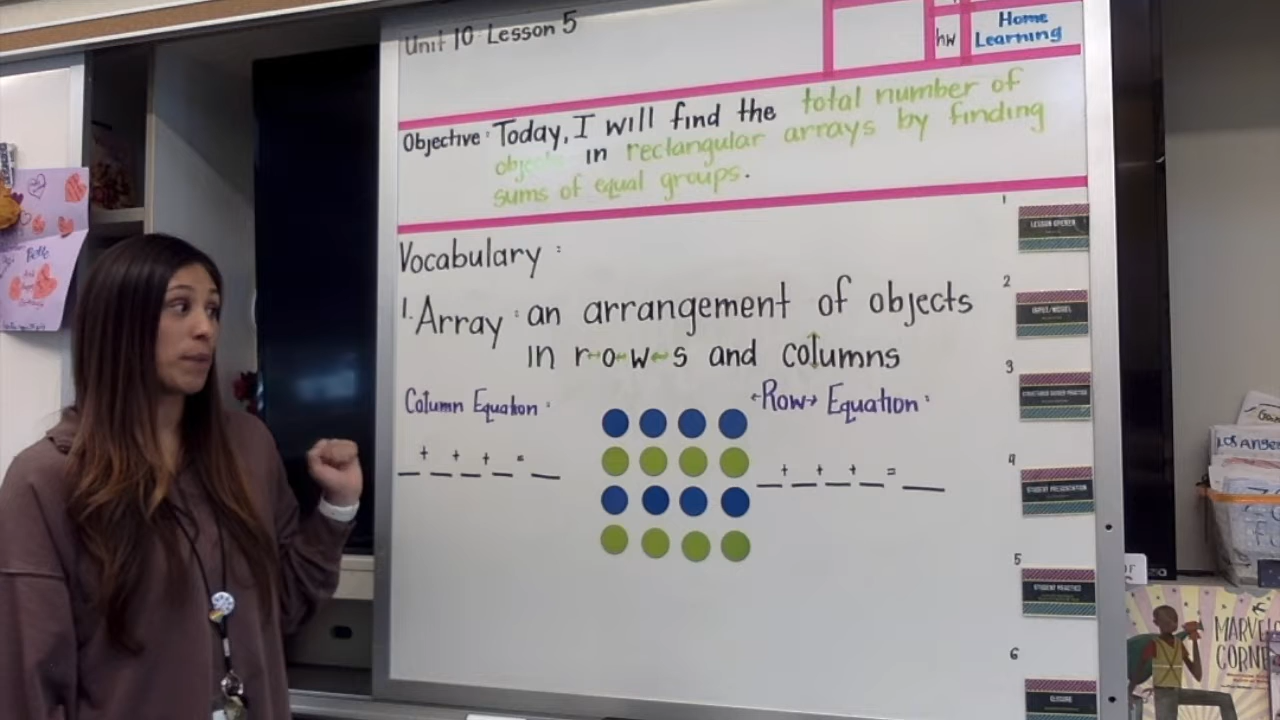 Unit 10 Lesson 5
hw
Home
Learning
Objective: Today, I will find the total number of
objects in rectangular arrays by finding
sums of equal groups.
Vocabulary:
1. Array: an arrangement of objects
in rows and columns
Column Equation:
_ + _ + _ + _ = _
←Row→ Equation:
_ + _ + _ + _ = _
1
LESSON OPENER
2
INPUT/MODEL
3
STRUCTURED GUIDED PRACTICE
4
STUDENT PRESENTATION
5
STUDENT PRACTICE
6
CLOSURE
LOS ANGE